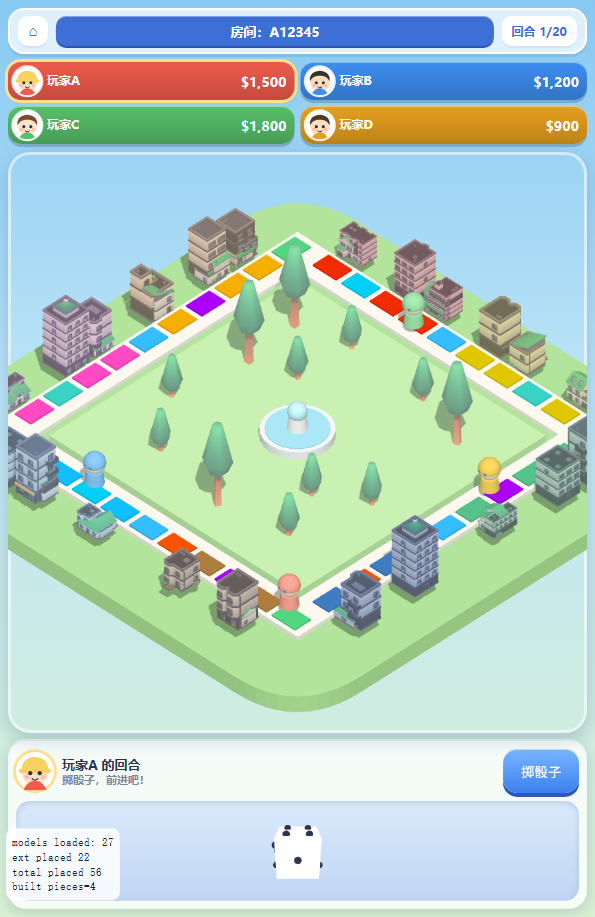 房间：A12345
回合 1/20
玩家A
$1,500
玩家B
$1,200
玩家C
$1,800
玩家D
$900
玩家A 的回合
掷骰子，前进吧！
掷骰子
models loaded: 27
ext placed 22
total placed 56
built pieces=4